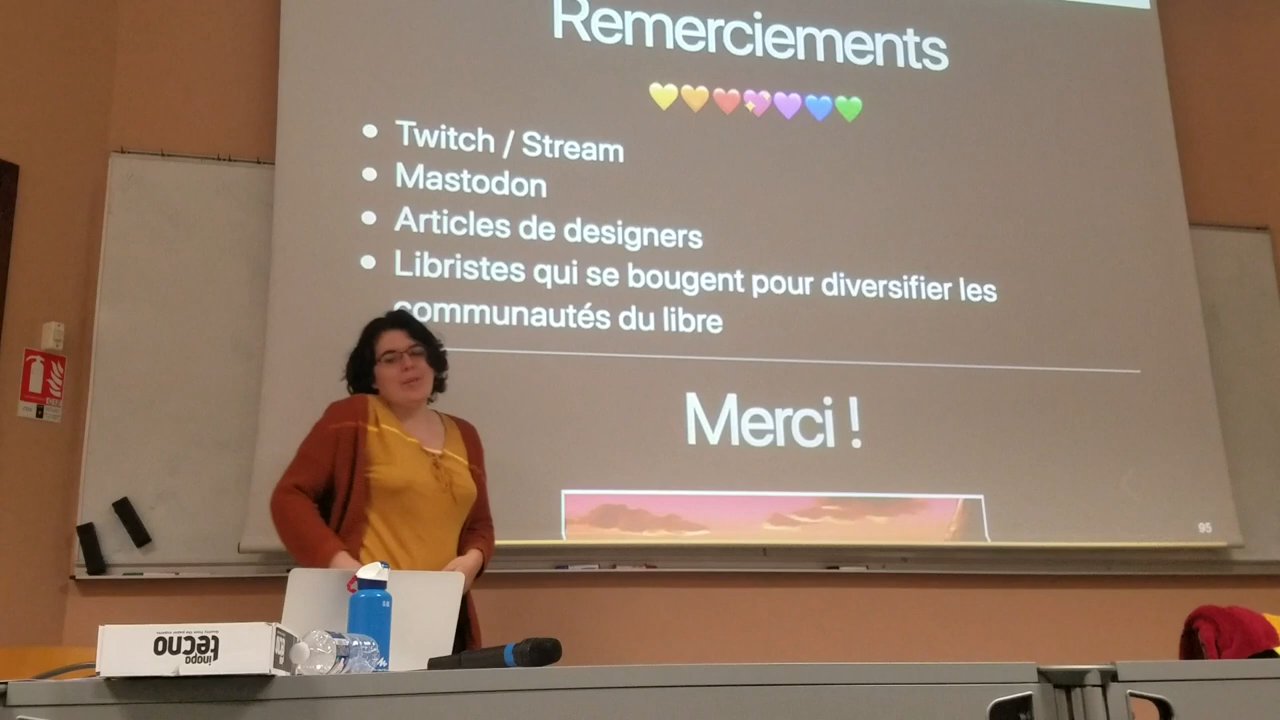 Remerciements
Twitch / Stream
Mastodon
Articles de designers
Libristes qui se bougent pour diversifier les
communautés du libre
Merci !
95
inapa
tecno